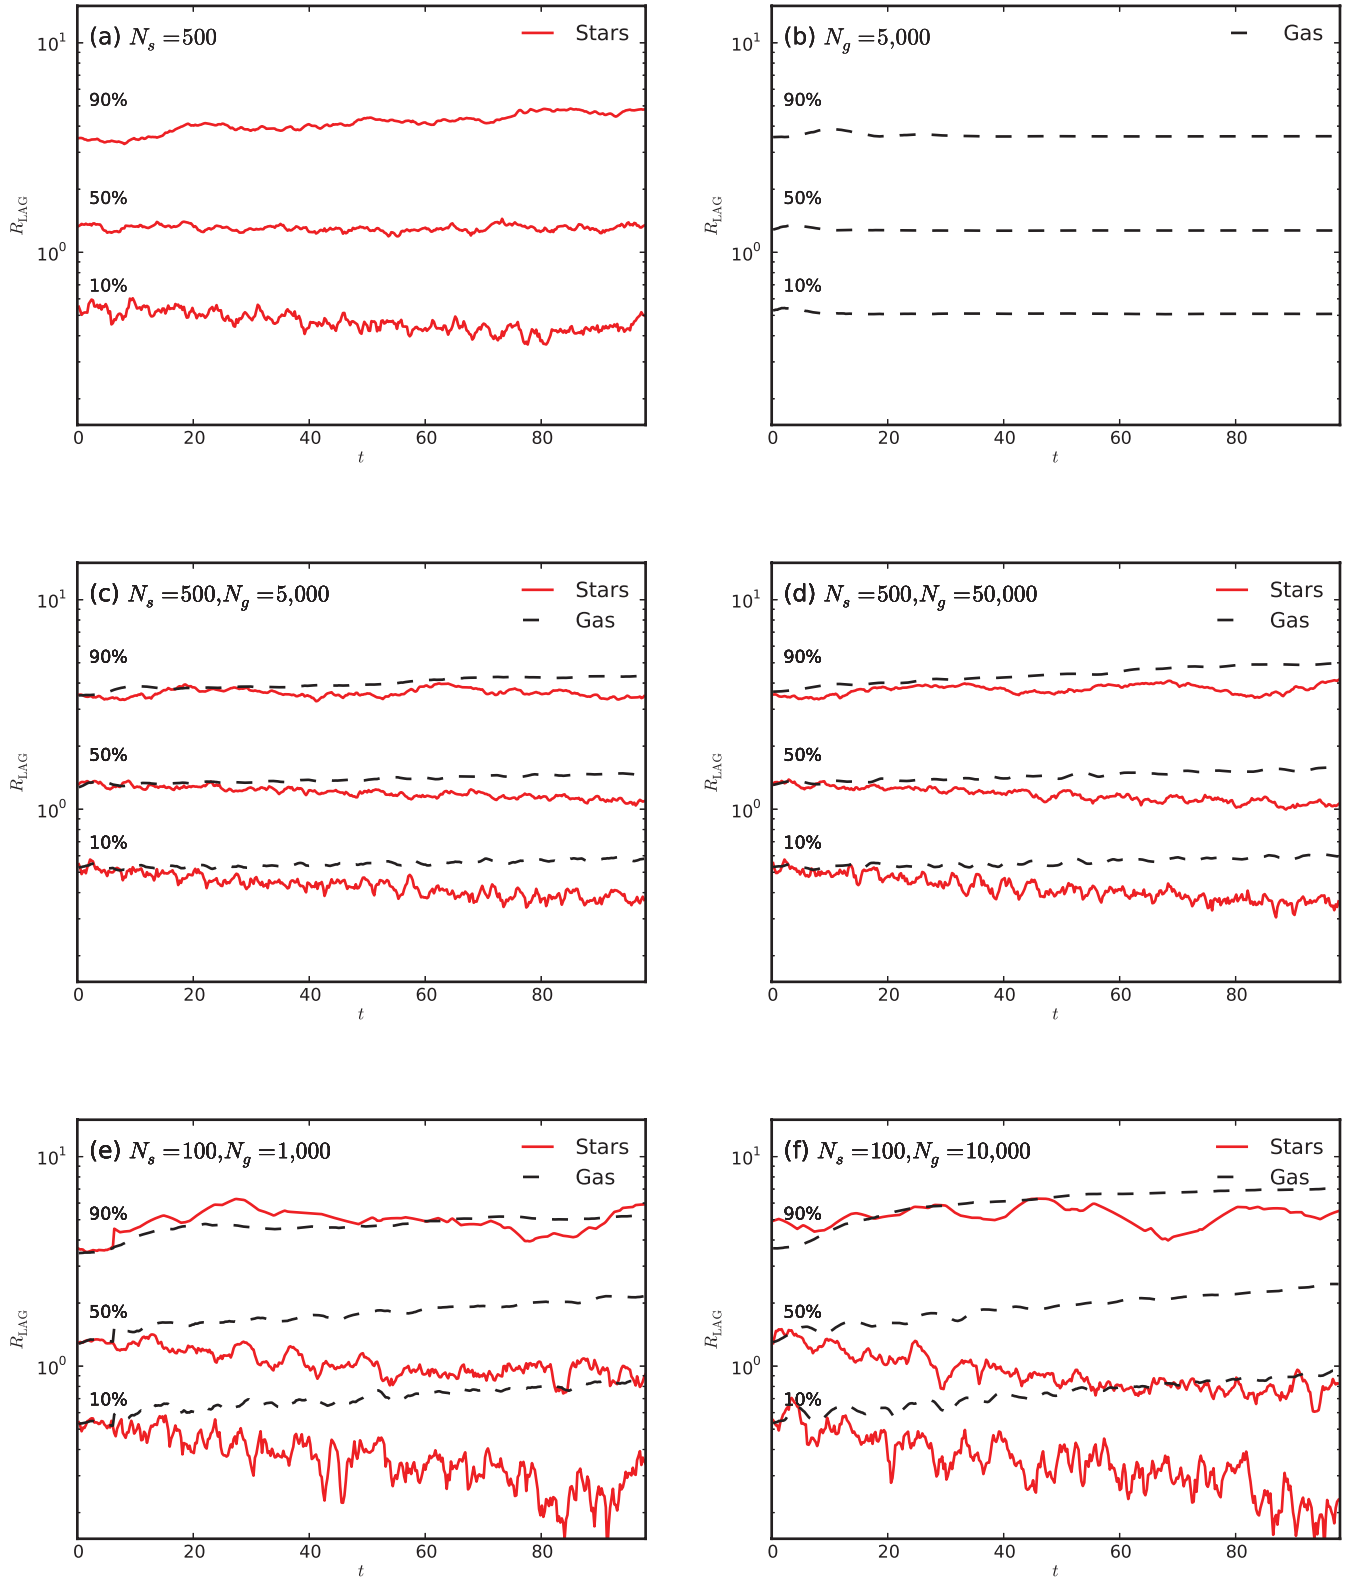 (a) N_s = 500
Stars
10^1
90%
50%
10^0
10%
R_LAG
0 20 40 60 80
t
(b) N_g = 5,000
Gas
10^1
90%
50%
10^0
10%
R_LAG
0 20 40 60 80
t
(c) N_s = 500, N_g = 5,000
Stars
Gas
10^1
90%
50%
10^0
10%
R_LAG
0 20 40 60 80
t
(d) N_s = 500, N_g = 50,000
Stars
Gas
10^1
90%
50%
10^0
10%
R_LAG
0 20 40 60 80
t
(e) N_s = 100, N_g = 1,000
Stars
Gas
10^1
90%
50%
10^0
10%
R_LAG
0 20 40 60 80
t
(f) N_s = 100, N_g = 10,000
Stars
Gas
10^1
90%
50%
10^0
10%
R_LAG
0 20 40 60 80
t